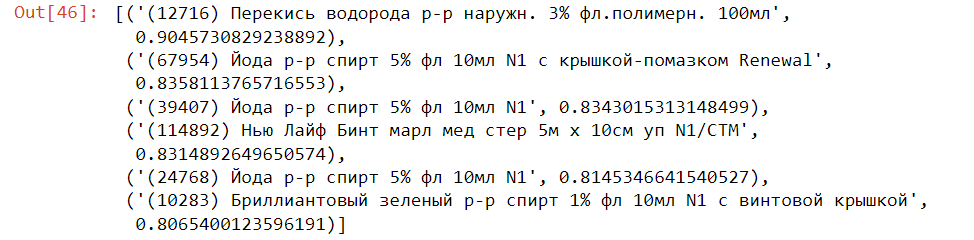 Out[46]: [('(12716) Перекись водорода р-р наружн. 3% фл.полимерн. 100мл',
0.9045730829238892),
('(67954) Йода р-р спирт 5% фл 10мл N1 с крышкой-помазком Renewal',
0.8358113765716553),
('(39407) Йода р-р спирт 5% фл 10мл N1', 0.8343015313148499),
('(114892) Нью Лайф Бинт марл мед стер 5м х 10см уп N1/СТМ',
0.8314892649650574),
('(24768) Йода р-р спирт 5% фл 10мл N1', 0.8145346641540527),
('(10283) Бриллиантовый зеленый р-р спирт 1% фл 10мл N1 с винтовой крышкой',
0.8065400123596191)]